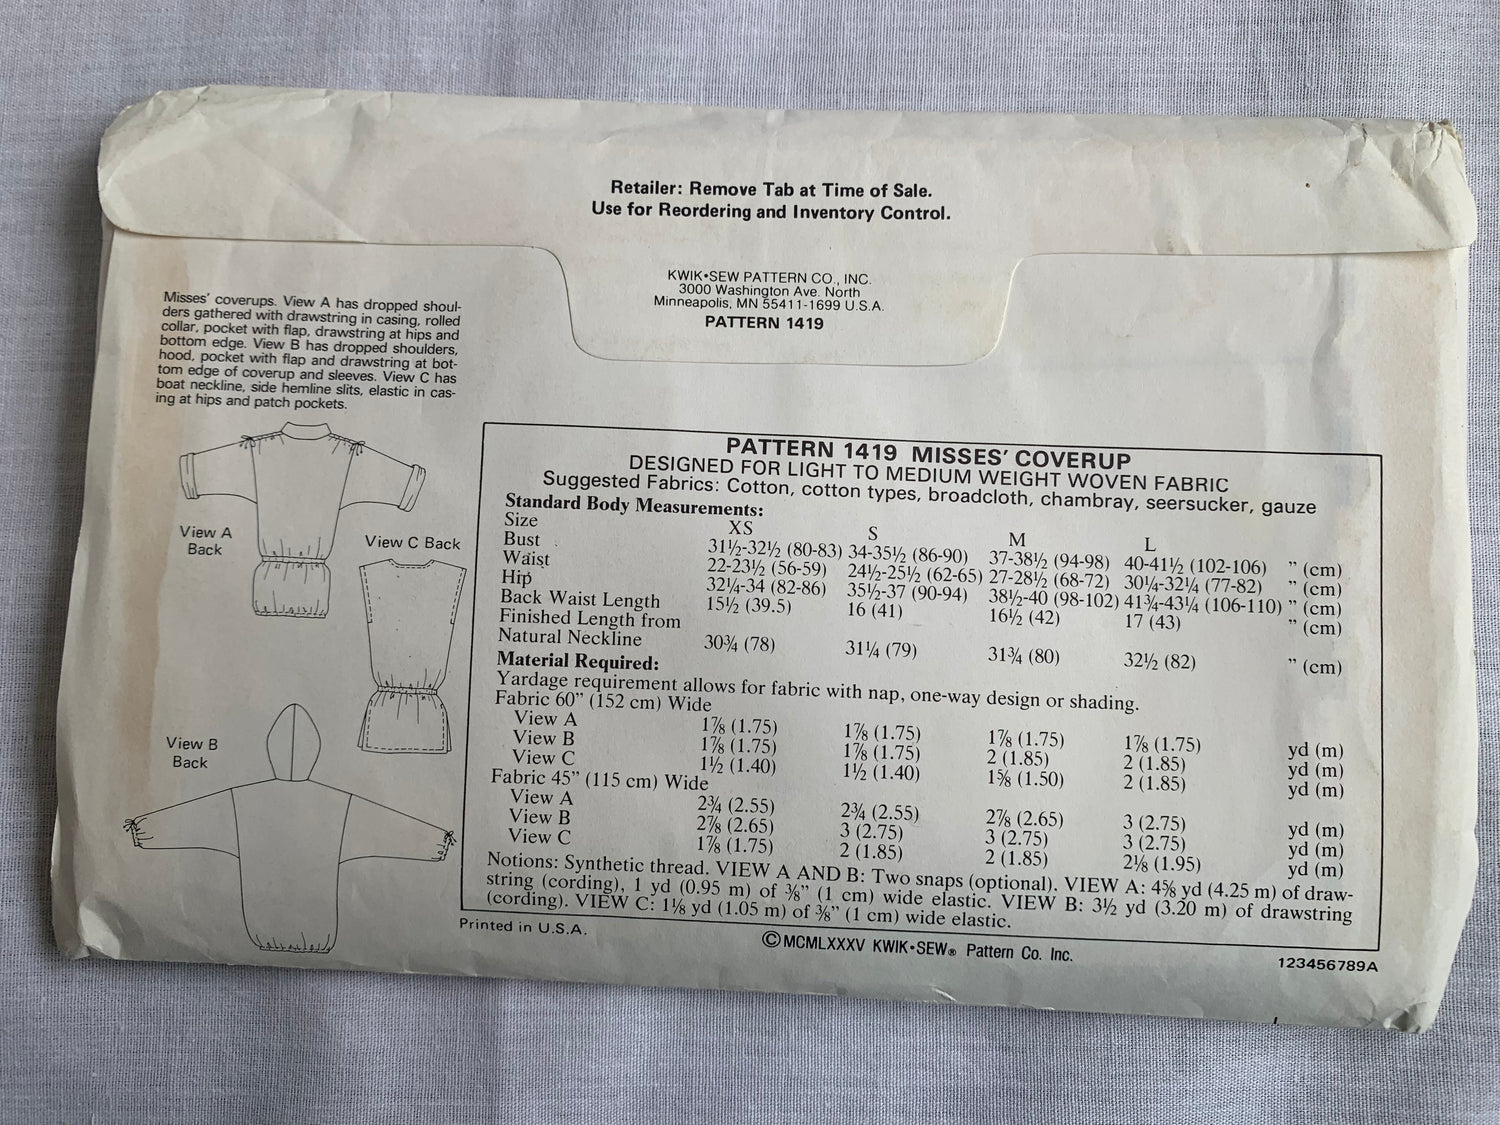 Retailer: Remove Tab at Time of Sale.
Use for Reordering and Inventory Control.
KWIK•SEW PATTERN CO., INC.
3000 Washington Ave. North
Minneapolis, MN 55411-1699 U.S.A.
PATTERN 1419
Misses' coverups. View A has dropped shoul-
ders gathered with drawstring in casing, rolled
collar, pocket with flap, drawstring at hips and
bottom edge. View B has dropped shoulders,
hood, pocket with flap and drawstring at bot-
tom edge of coverup and sleeves. View C has
boat neckline, side hemline slits, elastic in cas-
ing at hips and patch pockets.
View A
Back
View C Back
View B
Back
PATTERN 1419 MISSES' COVERUP
DESIGNED FOR LIGHT TO MEDIUM WEIGHT WOVEN FABRIC
Suggested Fabrics: Cotton, cotton types, broadcloth, chambray, seersucker, gauze
Standard Body Measurements:
Size XS S M L
Bust 31½-32½ (80-83) 34-35½ (86-90) 37-38½ (94-98) 40-41½ (102-106) ” (cm)
Waist 22-23½ (56-59) 24½-25½ (62-65) 27-28½ (68-72) 30¼-32¼ (77-82) ” (cm)
Hip 32¼-34 (82-86) 35½-37 (90-94) 38½-40 (98-102) 41¾-43¼ (106-110) ” (cm)
Back Waist Length 15½ (39.5) 16 (41) 16½ (42) 17 (43) ” (cm)
Finished Length from
Natural Neckline 30¾ (78) 31¼ (79) 31¾ (80) 32½ (82) ” (cm)
Material Required:
Yardage requirement allows for fabric with nap, one-way design or shading.
Fabric 60” (152 cm) Wide
View A 1⅞ (1.75) 1⅞ (1.75) 1⅞ (1.75) 1⅞ (1.75) yd (m)
View B 1⅞ (1.75) 1⅞ (1.75) 2 (1.85) 2 (1.85) yd (m)
View C 1½ (1.40) 1½ (1.40) 1⅝ (1.50) 2 (1.85) yd (m)
Fabric 45” (115 cm) Wide
View A 2¾ (2.55) 2¾ (2.55) 2⅞ (2.65) 3 (2.75) yd (m)
View B 2⅞ (2.65) 3 (2.75) 3 (2.75) 3 (2.75) yd (m)
View C 1⅞ (1.75) 2 (1.85) 2 (1.85) 2⅛ (1.95) yd (m)
Notions: Synthetic thread. VIEW A AND B: Two snaps (optional). VIEW A: 4⅝ yd (4.25 m) of draw-
string (cording), 1 yd (0.95 m) of ⅜” (1 cm) wide elastic. VIEW B: 3½ yd (3.20 m) of drawstring
(cording). VIEW C: 1⅛ yd (1.05 m) of ⅜” (1 cm) wide elastic.
Printed in U.S.A.
©MCMLXXXV KWIK•SEW® Pattern Co. Inc.
123456789A